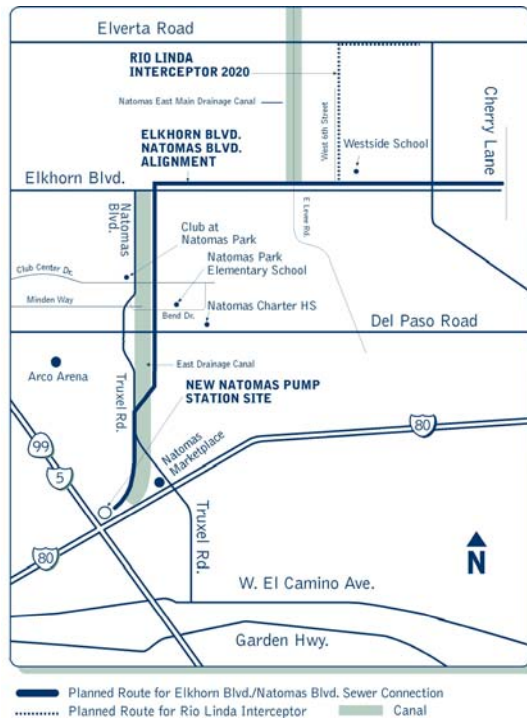 Elverta Road
RIO LINDA
INTERCEPTOR 2020
Natomas East Main Drainage Canal
West 6th Street
Cherry Lane
ELKHORN BLVD.
NATOMAS BLVD.
ALIGNMENT
Westside School
Elkhorn Blvd.
Natomas
Blvd.
E Levee Rd.
Club at
Natomas Park
Natomas Park
Elementary School
Club Center Dr.
Minden Way
Bend Dr.
Natomas Charter HS
Del Paso Road
East Drainage Canal
Arco Arena
Truxel Rd.
NEW NATOMAS PUMP
STATION SITE
80
99
5
Natomas
Marketplace
Truxel Rd.
80
N
W. El Camino Ave.
Garden Hwy.
Planned Route for Elkhorn Blvd./Natomas Blvd. Sewer Connection
Planned Route for Rio Linda Interceptor
Canal